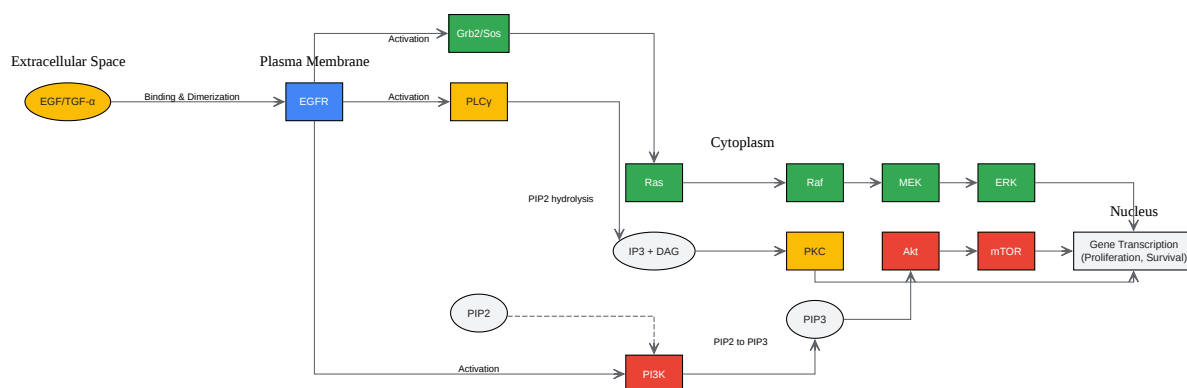 Grb2/Sos
Activation
Extracellular Space
Plasma Membrane
EGF/TGF-α
Binding & Dimerization
EGFR
Activation
PLCγ
Cytoplasm
Ras
Raf
MEK
ERK
PIP2 hydrolysis
Nucleus
IP3 + DAG
PKC
Akt
mTOR
Gene Transcription
(Proliferation, Survival)
PIP2
PIP3
PIP2 to PIP3
Activation
PI3K